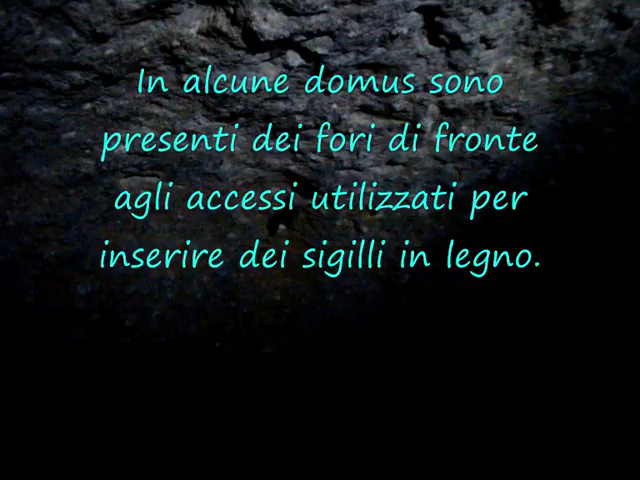 In alcune domus sono
presenti dei fori di fronte
agli accessi utilizzati per
inserire dei sigilli in legno.